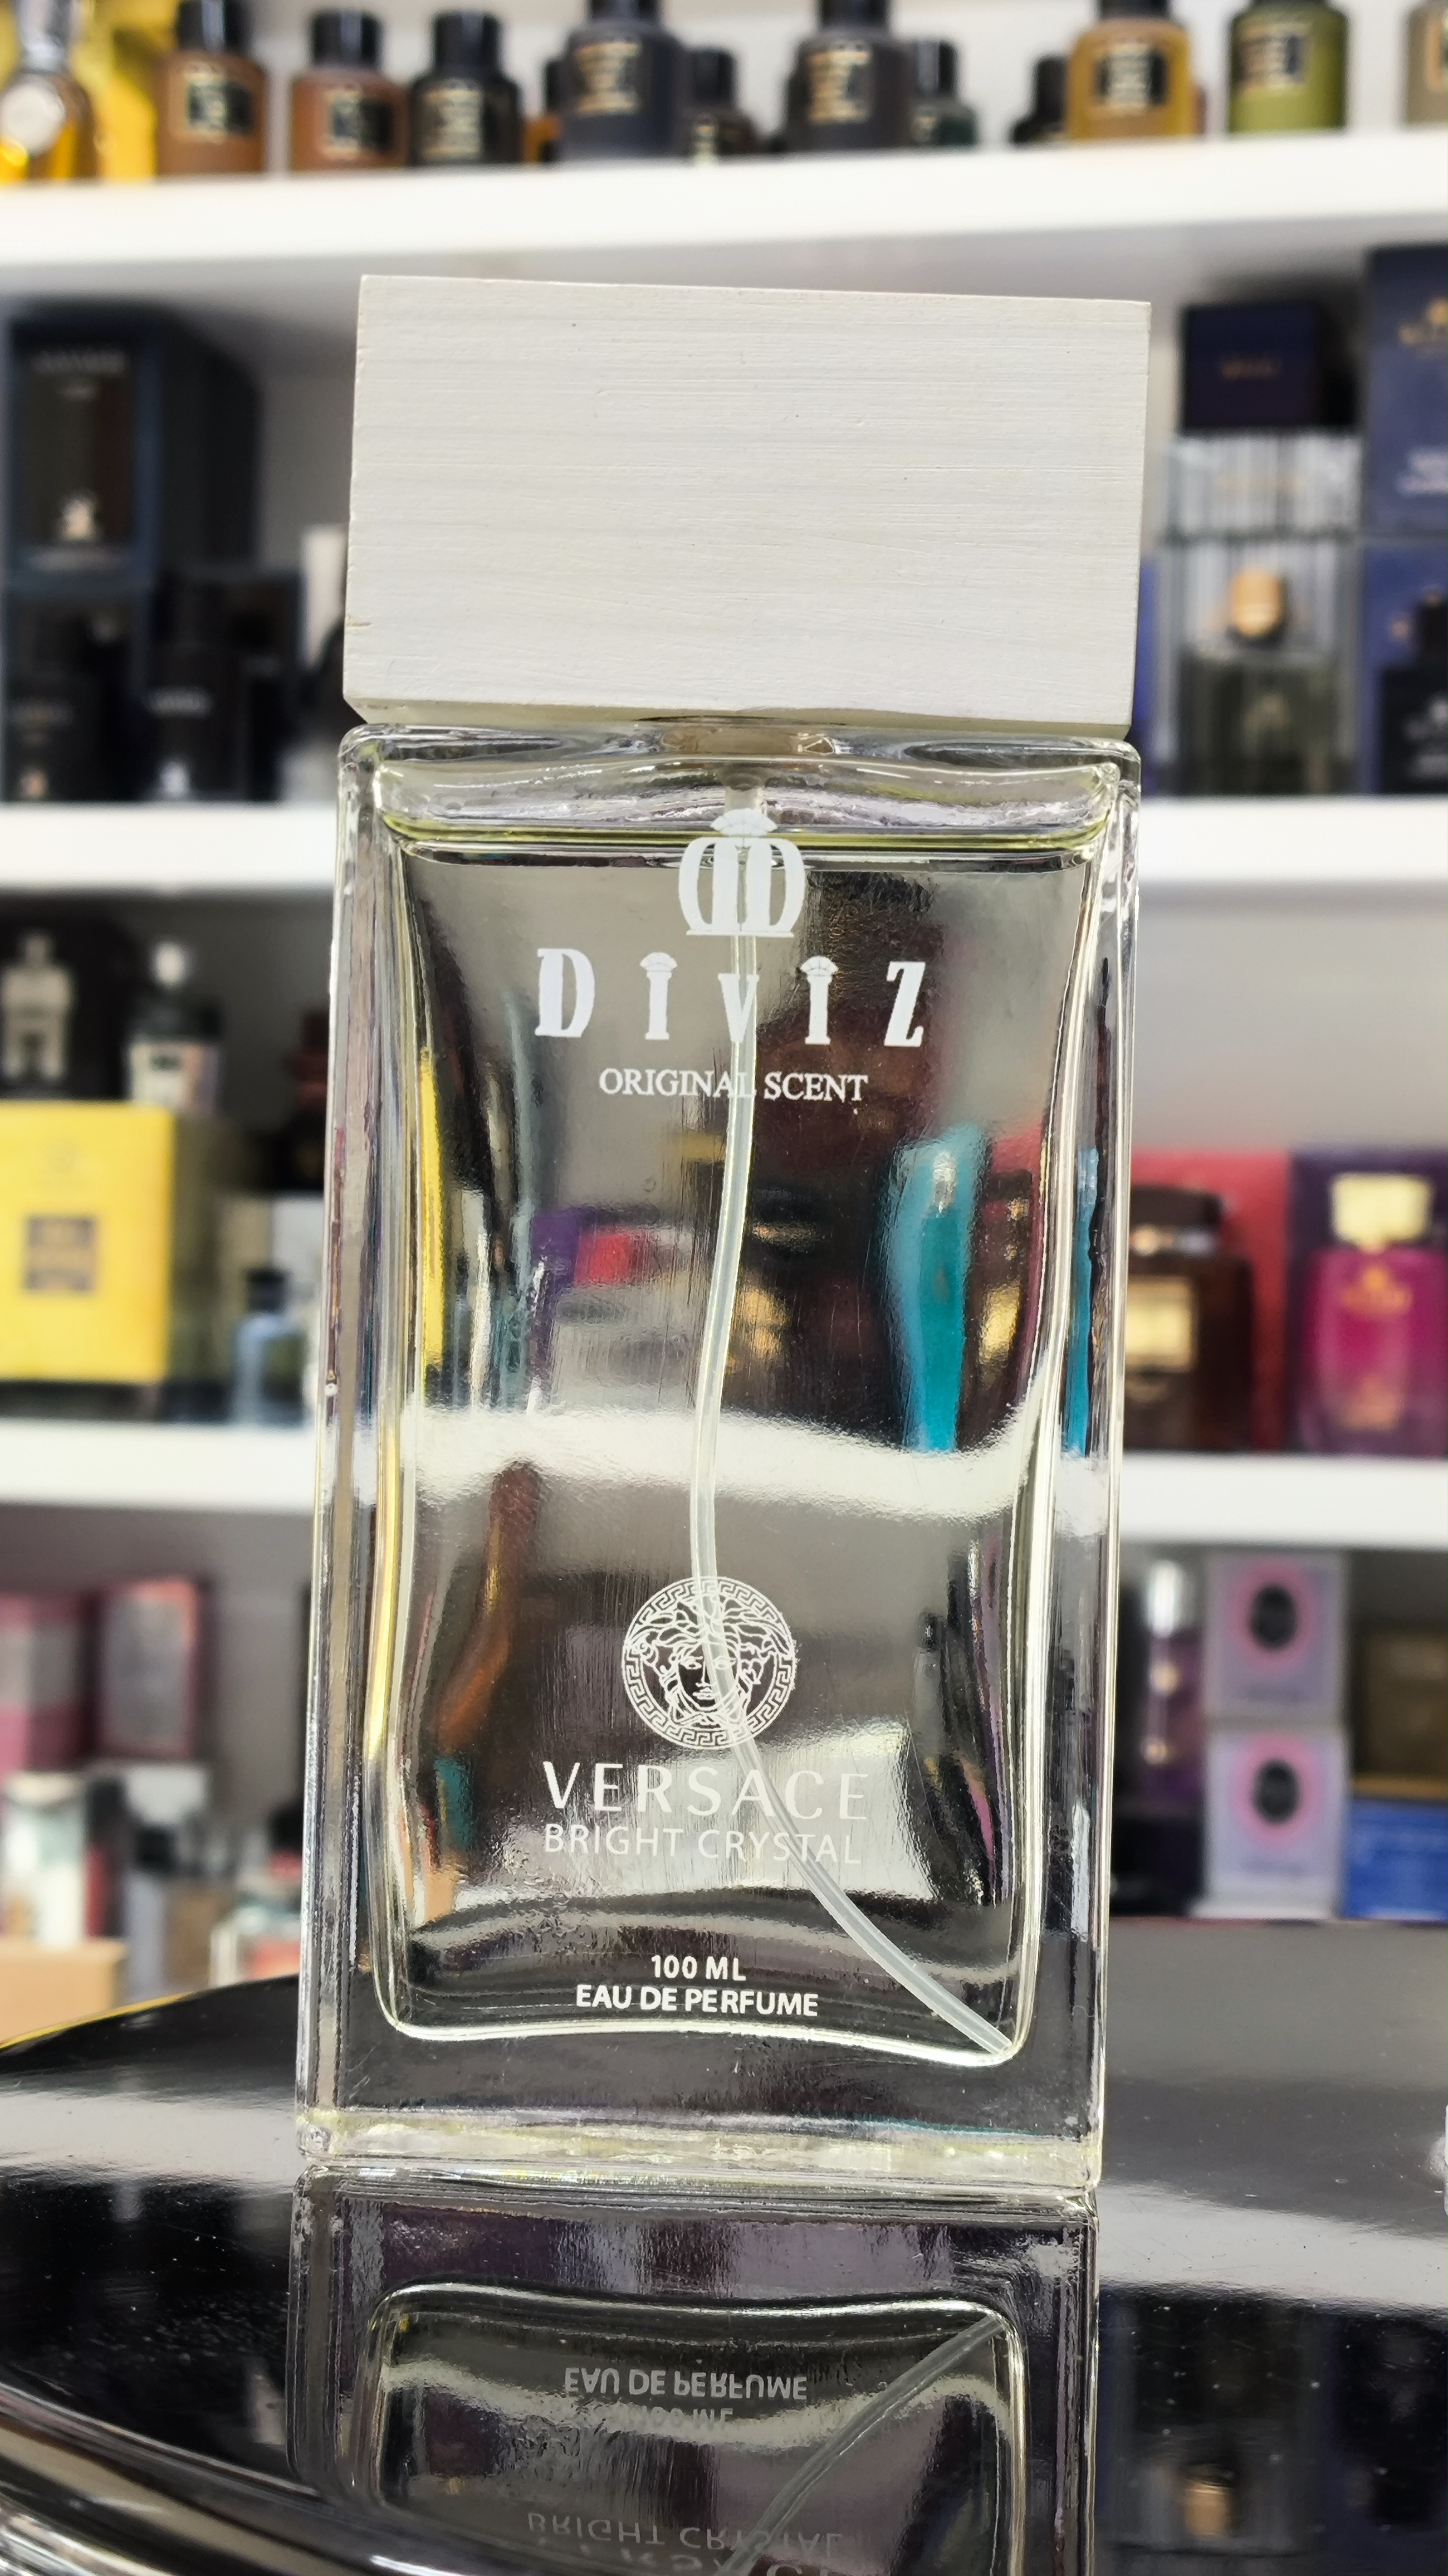 DIVIZ
ORIGINAL SCENT
VERSACE
BRIGHT CRYSTAL
100 ML
EAU DE PERFUME